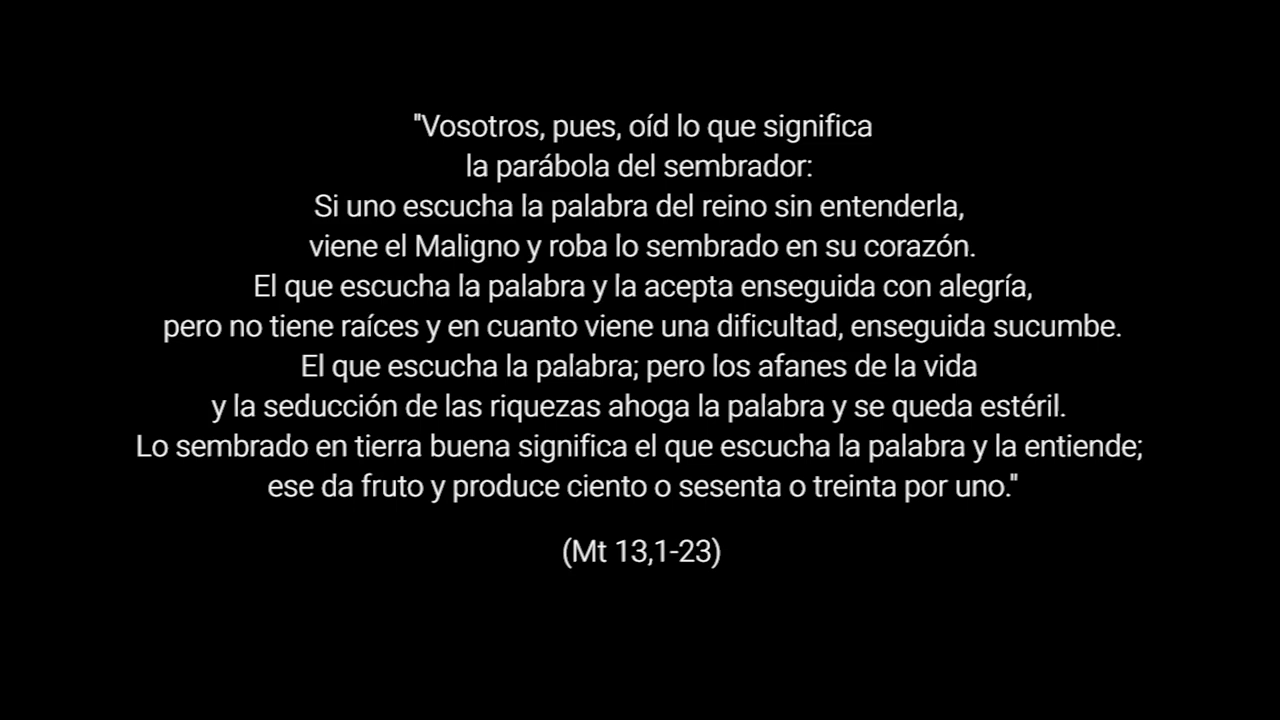 "Vosotros, pues, oíd lo que significa
la parábola del sembrador:
Si uno escucha la palabra del reino sin entenderla,
viene el Maligno y roba lo sembrado en su corazón.
El que escucha la palabra y la acepta enseguida con alegría,
pero no tiene raíces y en cuanto viene una dificultad, enseguida sucumbe.
El que escucha la palabra; pero los afanes de la vida
y la seducción de las riquezas ahoga la palabra y se queda estéril.
Lo sembrado en tierra buena significa el que escucha la palabra y la entiende;
ese da fruto y produce ciento o sesenta o treinta por uno."
(Mt 13,1-23)